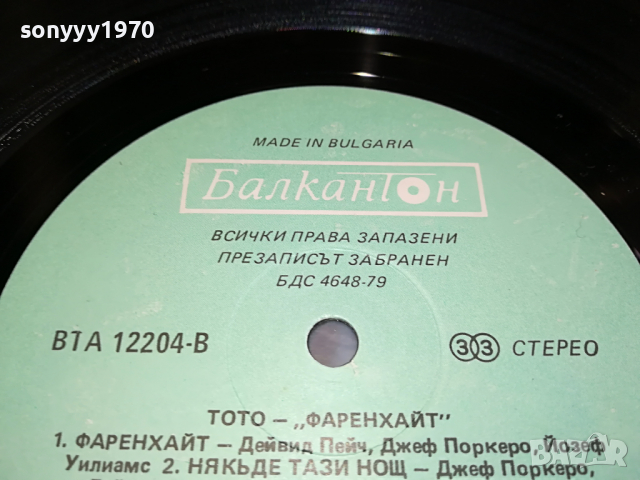 sonyyy1970
MADE IN BULGARIA
Балкантон
ВСИЧКИ ПРАВА ЗАПАЗЕНИ
ПРЕЗАПИСЪТ ЗАБРАНЕН
БДС 4648-79
ВТА 12204-В
33 СТЕРЕО
ТОТО – „ФАРЕНХАЙТ"
1. ФАРЕНХАЙТ – Дейвид Пейч, Джеф Поркеро, Йозеф
Уилиамс 2. НЯКЪДЕ ТАЗИ НОЩ – Джеф Поркеро,